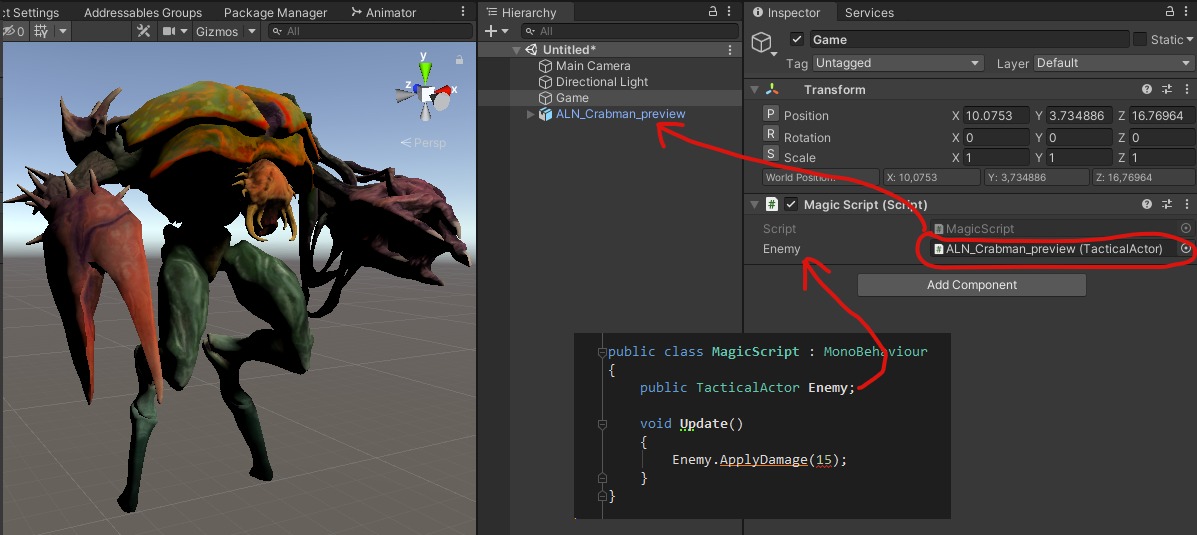 ct Settings
Addressables Groups
Package Manager
Animator
0
Gizmos
All
y
x
z
Persp
Hierarchy
All
Untitled*
Main Camera
Directional Light
Game
ALN_Crabman_preview
Inspector
Services
Game
Static
Tag Untagged
Layer Default
Transform
P Position X 10.0753 Y 3.734886 Z 16.76964
R Rotation X 0 Y 0 Z 0
S Scale X 1 Y 1 Z 1
World Position: X: 10,0753 Y: 3,734886 Z: 16,76964
# Magic Script (Script)
Script # MagicScript
Enemy # ALN_Crabman_preview (TacticalActor)
Add Component
public class MagicScript : MonoBehaviour
{
public TacticalActor Enemy;
void Update()
{
Enemy.ApplyDamage(15);
}
}